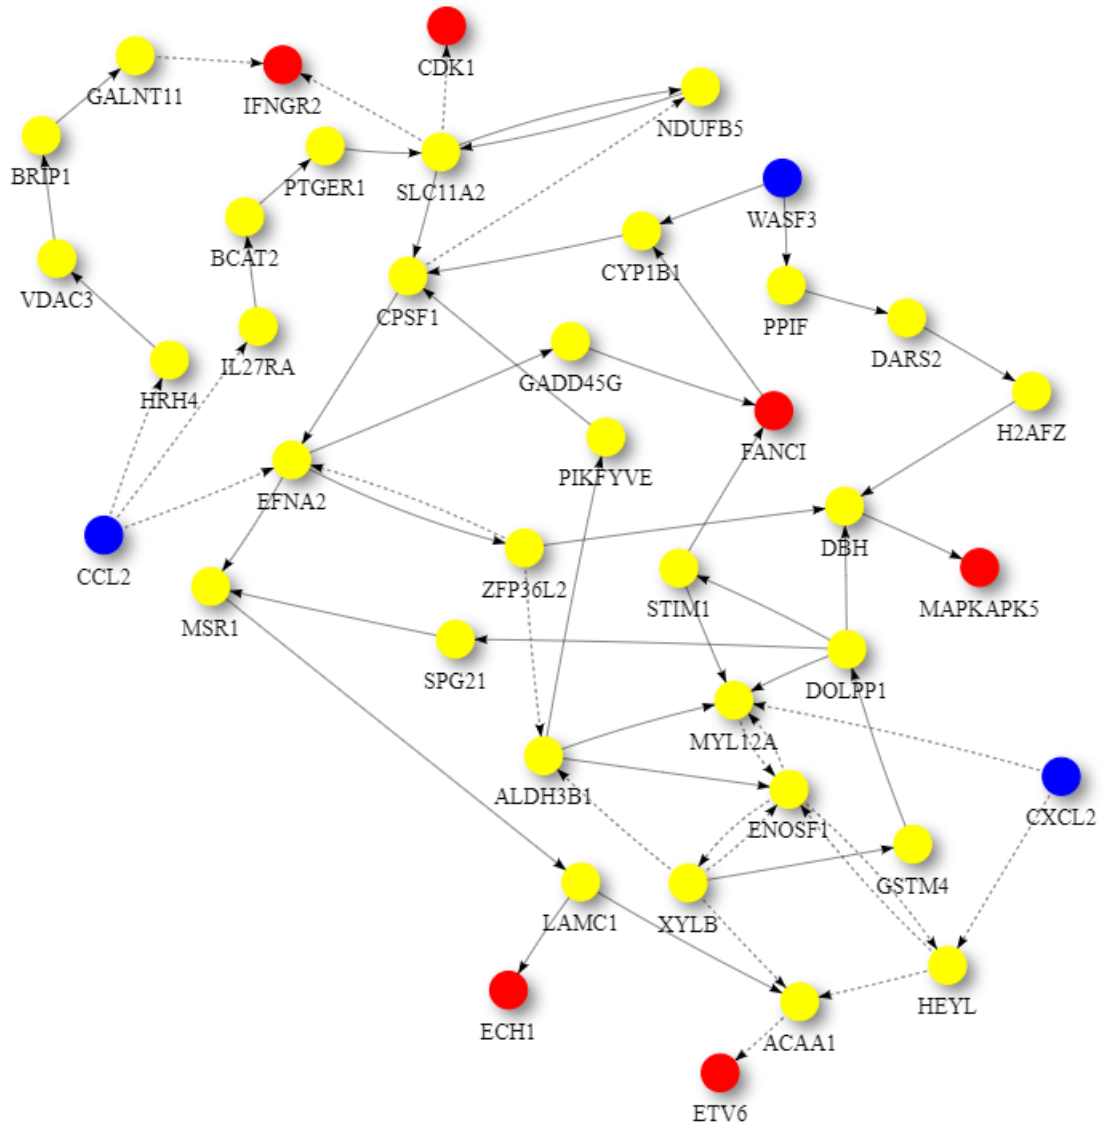 CDK1
GALNT11
IFNGR2
NDUFB5
BRIP1
PTGER1
SLC11A2
WASF3
BCAT2
CYP1B1
VDAC3
CPSF1
PPIF
DARS2
IL27RA
GADD45G
HRH4
H2AFZ
FANCI
PIKFYVE
EFNA2
DBH
CCL2
ZFP36L2
STIM1
MAPKAPK5
MSR1
SPG21
DOLPP1
MYL12A
ALDH3B1
ENOSF1
CXCL2
GSTM4
LAMC1
XYLB
HEYL
ECH1
ACAA1
ETV6